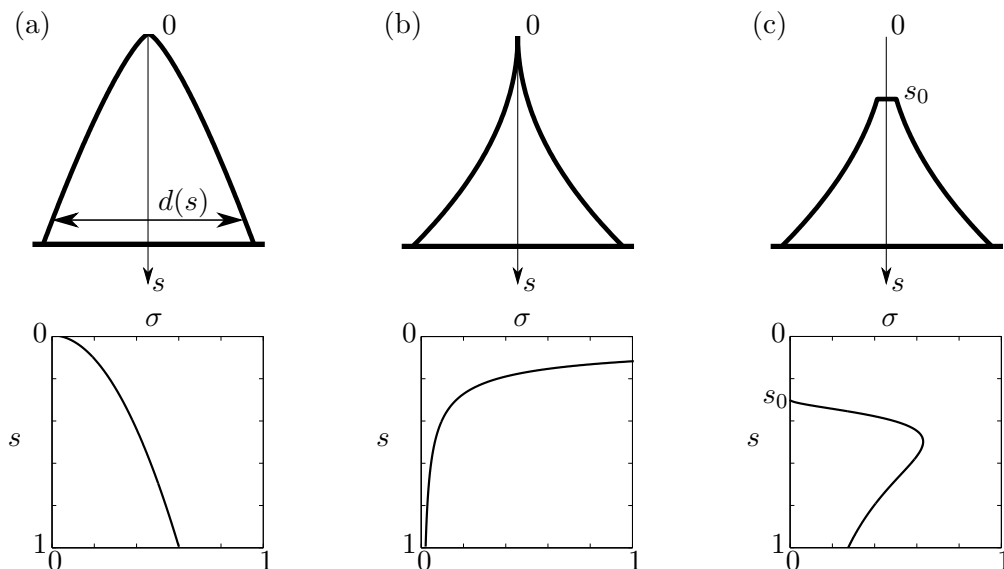 (a) 0 (b) 0 (c) 0
s₀
d(s)
s s s
σ σ σ
0 0 0
s₀
s s s
1 1 1
0 1 0 1 0 1